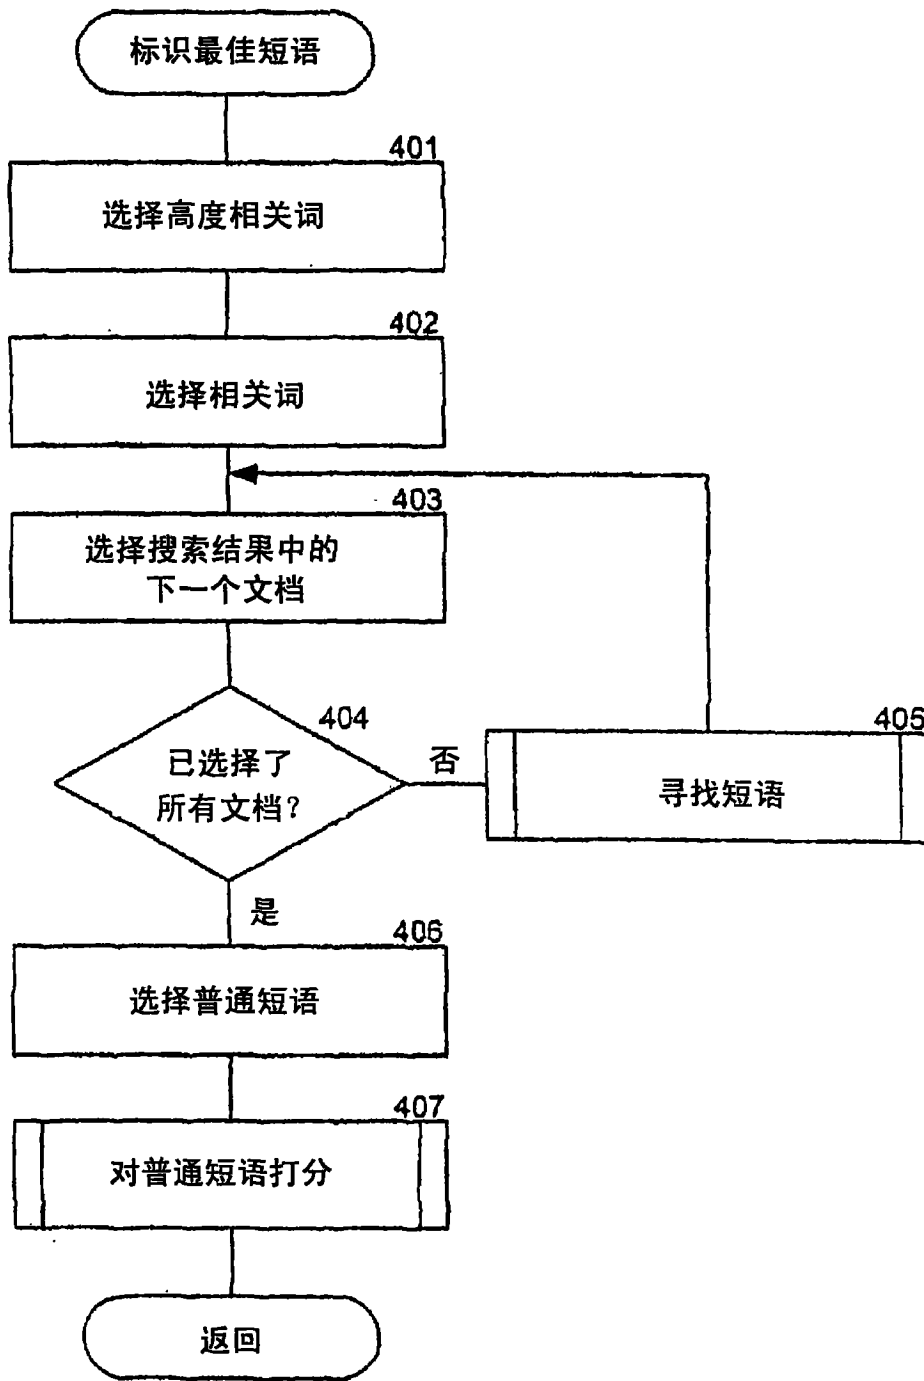 标识最佳短语
401
选择高度相关词
402
选择相关词
403
选择搜索结果中的
下一个文档
404
已选择了
所有文档?
否
405
寻找短语
是
406
选择普通短语
407
对普通短语打分
返回